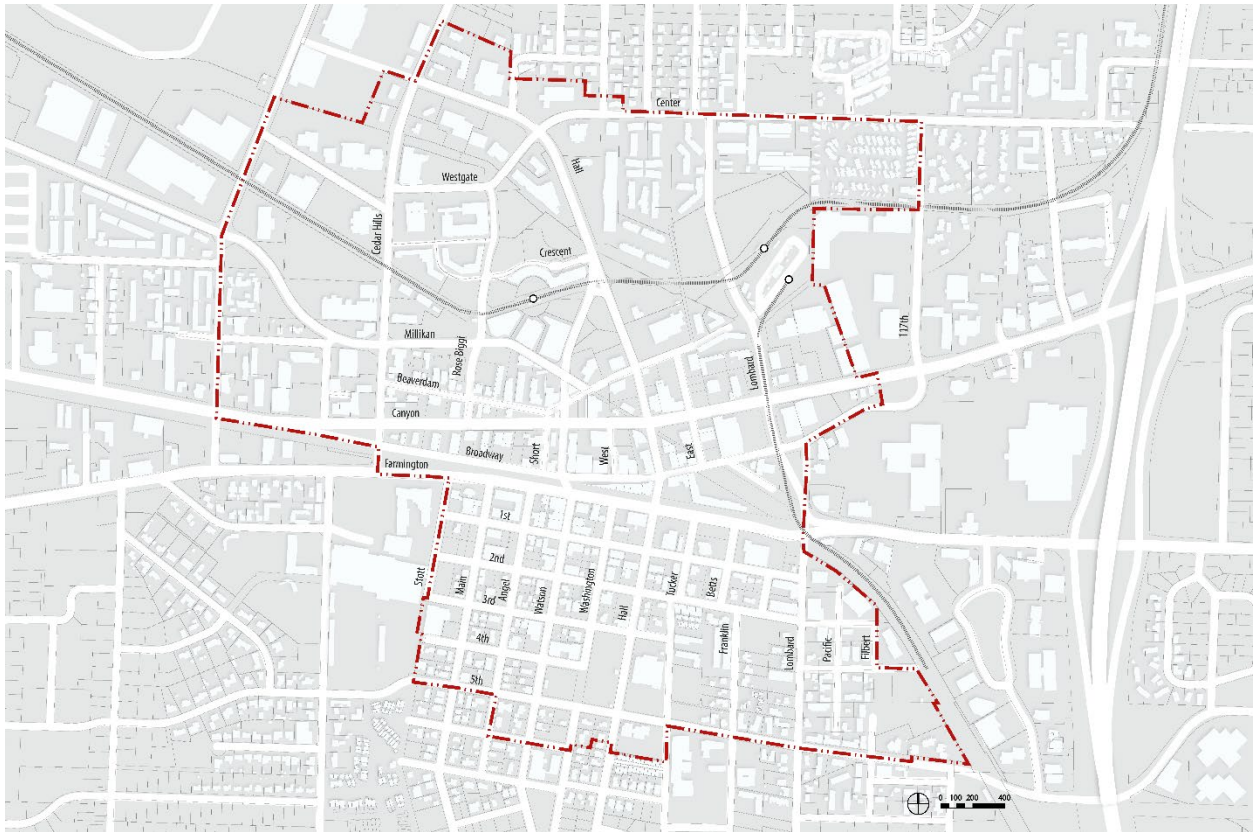 Center
Hall
Westgate
Cedar Hills
Crescent
117th
Millikan
Rose Biggi
Lombard
Beaverdam
Canyon
Broadway
Short
West
East
Farmington
1st
2nd
Stott
Main
Angel
3rd
Watson
Washington
Hall
Tucker
Betts
4th
Franklin
Lombard
Pacific
Filbert
5th
0 100 200 400